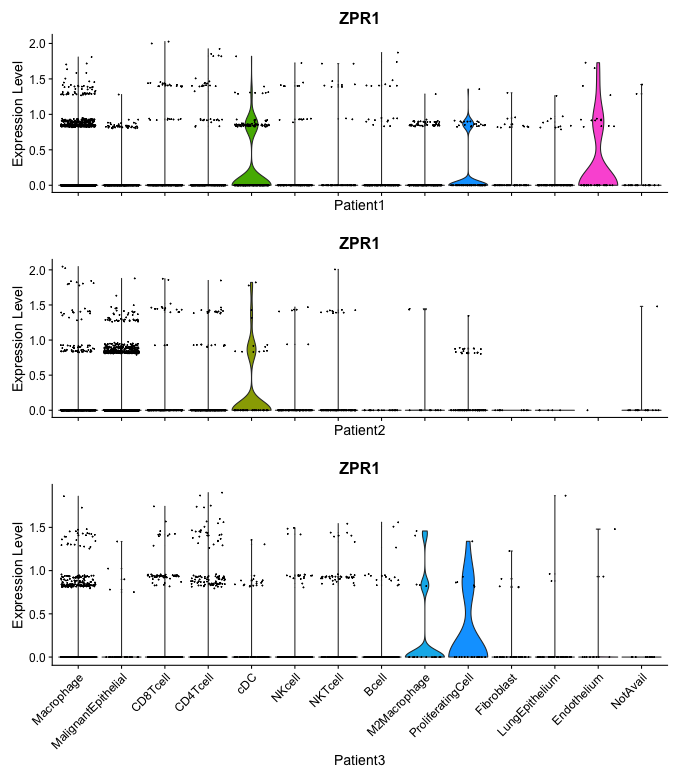 ZPR1
Expression Level
2.0
1.5
1.0
0.5
0.0
Patient1
ZPR1
Expression Level
2.0
1.5
1.0
0.5
0.0
Patient2
ZPR1
Expression Level
1.5
1.0
0.5
0.0
Macrophage
MalignantEpithelial
CD8Tcell
CD4Tcell
cDC
NKcell
NKTcell
Bcell
M2Macrophage
ProliferatingCell
Fibroblast
LungEpithelium
Endothelium
NotAvail
Patient3